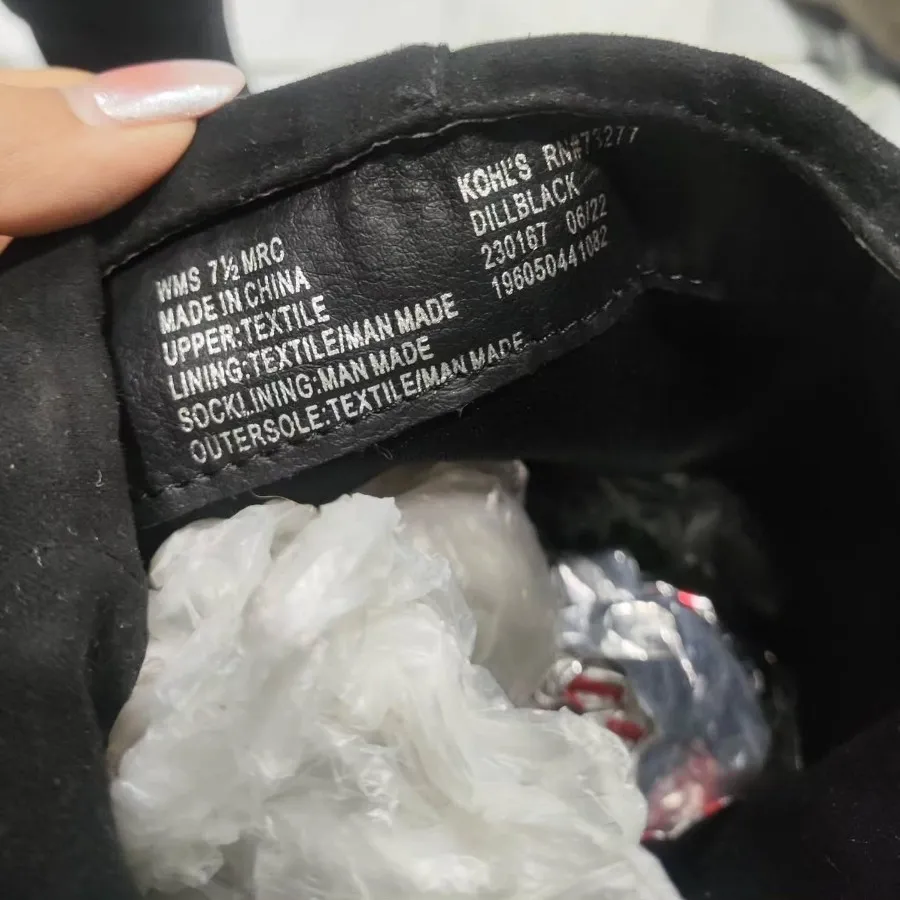 WMS 7½ MRC
MADE IN CHINA
UPPER:TEXTILE
LINING:TEXTILE/MAN MADE
SOCKLINING:MAN MADE
OUTERSOLE:TEXTILE/MAN MADE
KOHL'S RN#73277
DILLBLACK
230167 06/22
196050441082